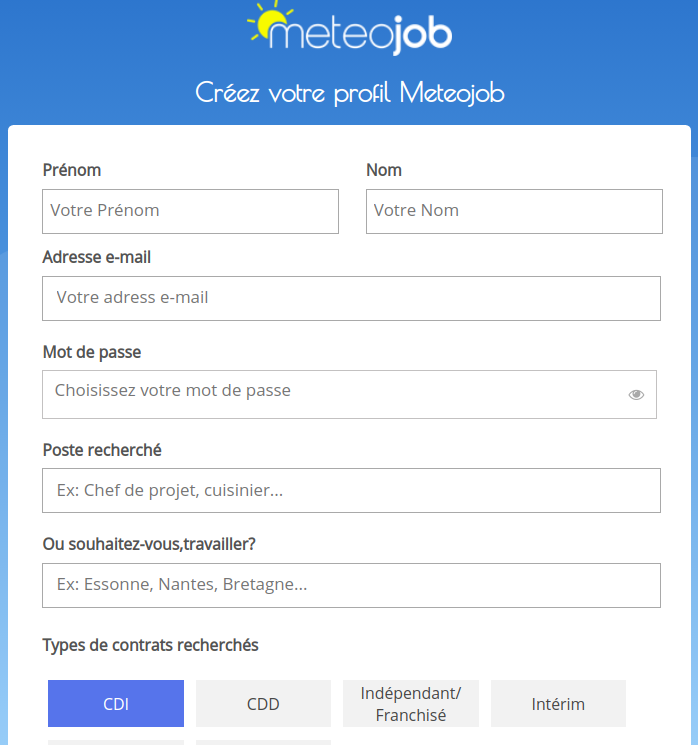 meteojob
Créez votre profil Meteojob
Prénom
Nom
Votre Prénom
Votre Nom
Adresse e-mail
Votre adress e-mail
Mot de passe
Choisissez votre mot de passe
Poste recherché
Ex: Chef de projet, cuisinier...
Ou souhaitez-vous,travailler?
Ex: Essonne, Nantes, Bretagne...
Types de contrats recherchés
CDI
CDD
Indépendant/
Franchisé
Intérim